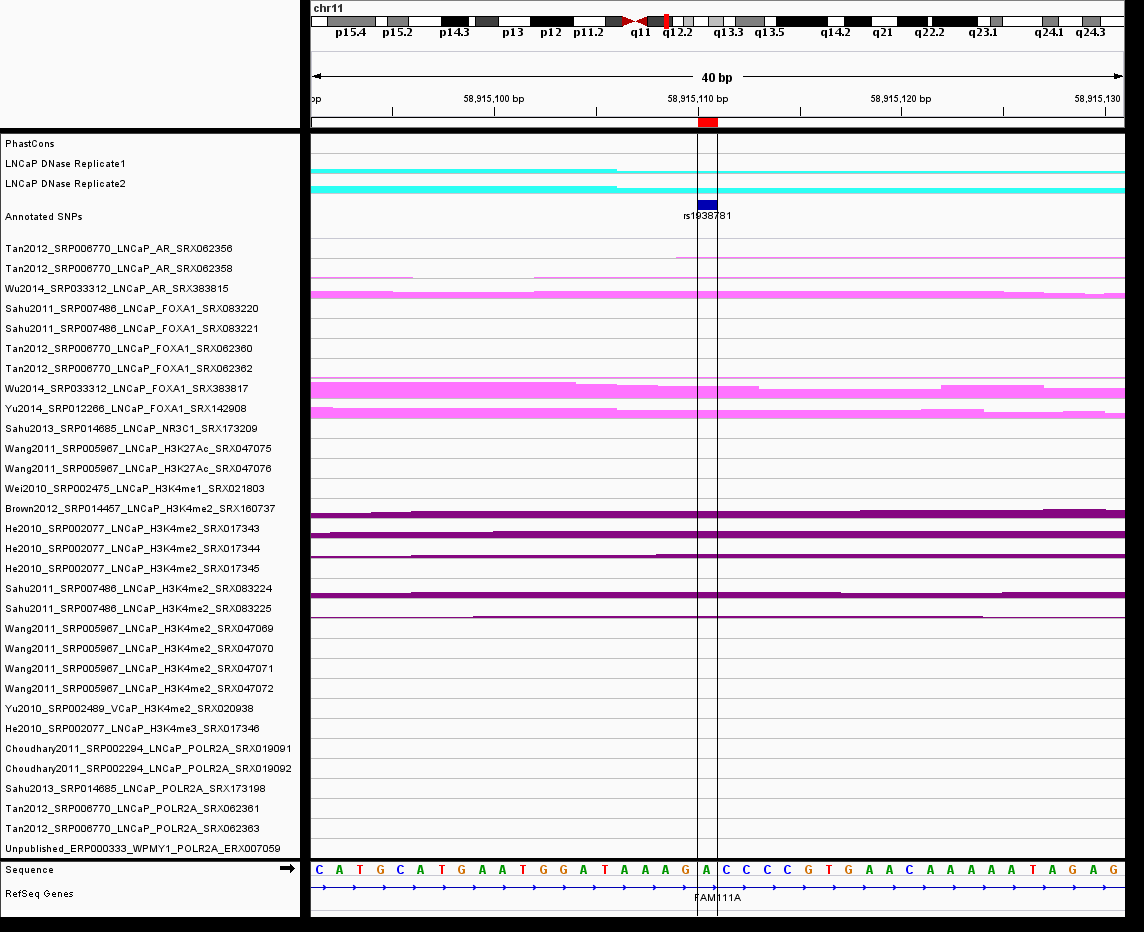 chr11
p15.4 p15.2 p14.3 p13 p12 p11.2 q11 q12.2 q13.3 q13.5 q14.2 q21 q22.2 q23.1 q24.1 q24.3
40 bp
bp 58,915,100 bp 58,915,110 bp 58,915,120 bp 58,915,130
PhastCons
LNCaP DNase Replicate1
LNCaP DNase Replicate2
Annotated SNPs
rs1938781
Tan2012_SRP006770_LNCaP_AR_SRX062356
Tan2012_SRP006770_LNCaP_AR_SRX062358
Wu2014_SRP033312_LNCaP_AR_SRX383815
Sahu2011_SRP007486_LNCaP_FOXA1_SRX083220
Sahu2011_SRP007486_LNCaP_FOXA1_SRX083221
Tan2012_SRP006770_LNCaP_FOXA1_SRX062360
Tan2012_SRP006770_LNCaP_FOXA1_SRX062362
Wu2014_SRP033312_LNCaP_FOXA1_SRX383817
Yu2014_SRP012266_LNCaP_FOXA1_SRX142908
Sahu2013_SRP014685_LNCaP_NR3C1_SRX173209
Wang2011_SRP005967_LNCaP_H3K27Ac_SRX047075
Wang2011_SRP005967_LNCaP_H3K27Ac_SRX047076
Wei2010_SRP002475_LNCaP_H3K4me1_SRX021803
Brown2012_SRP014457_LNCaP_H3K4me2_SRX160737
He2010_SRP002077_LNCaP_H3K4me2_SRX017343
He2010_SRP002077_LNCaP_H3K4me2_SRX017344
He2010_SRP002077_LNCaP_H3K4me2_SRX017345
Sahu2011_SRP007486_LNCaP_H3K4me2_SRX083224
Sahu2011_SRP007486_LNCaP_H3K4me2_SRX083225
Wang2011_SRP005967_LNCaP_H3K4me2_SRX047069
Wang2011_SRP005967_LNCaP_H3K4me2_SRX047070
Wang2011_SRP005967_LNCaP_H3K4me2_SRX047071
Wang2011_SRP005967_LNCaP_H3K4me2_SRX047072
Yu2010_SRP002489_VCaP_H3K4me2_SRX020938
He2010_SRP002077_LNCaP_H3K4me3_SRX017346
Choudhary2011_SRP002294_LNCaP_POLR2A_SRX019091
Choudhary2011_SRP002294_LNCaP_POLR2A_SRX019092
Sahu2013_SRP014685_LNCaP_POLR2A_SRX173198
Tan2012_SRP006770_LNCaP_POLR2A_SRX062361
Tan2012_SRP006770_LNCaP_POLR2A_SRX062363
Unpublished_ERP000333_WPMY1_POLR2A_ERX007059
Sequence C A T G C A T G A A T G G A T A A A G A C C C C G T G A A C A A A A A T A G A G
RefSeq Genes
FAM111A